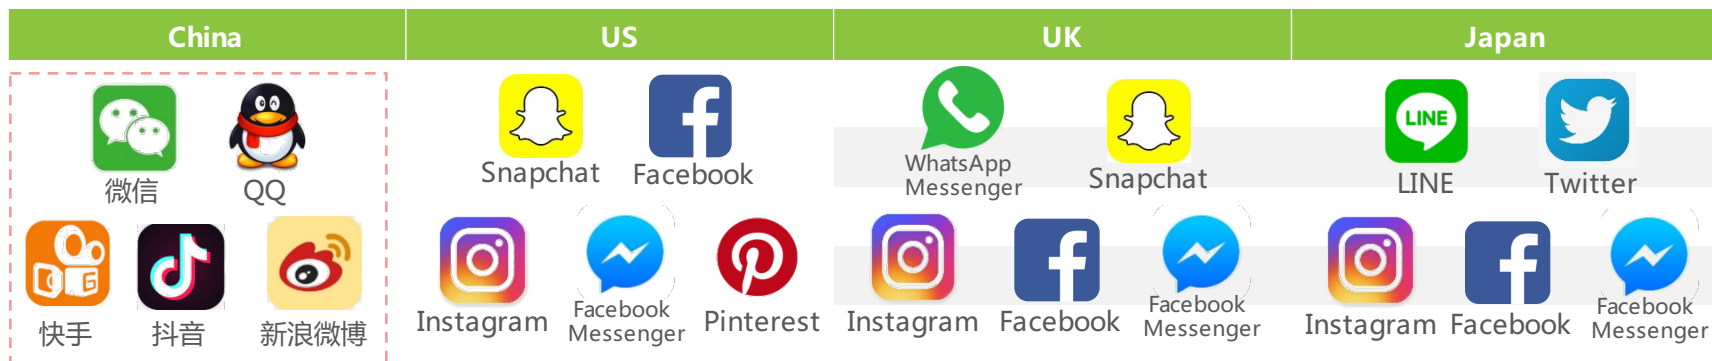 China
US
UK
Japan
微信
QQ
快手
抖音
新浪微博
Snapchat
Facebook
Instagram
Facebook
Messenger
Pinterest
WhatsApp
Messenger
Snapchat
Instagram
Facebook
Facebook
Messenger
LINE
LINE
Twitter
Instagram
Facebook
Facebook
Messenger